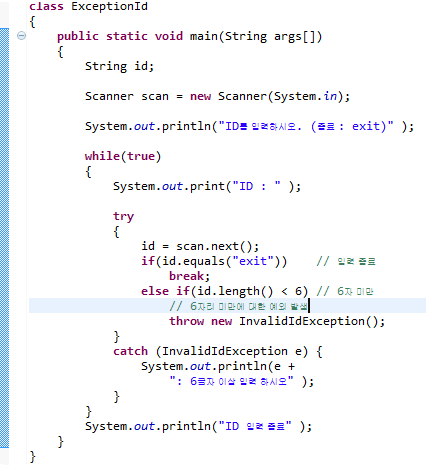 class ExceptionId
{
    public static void main(String args[])
    {
        String id;

        Scanner scan = new Scanner(System.in);

        System.out.println("ID를 입력하시오. (종료 : exit)" );

        while(true)
        {
            System.out.print("ID : " );

            try
            {
                id = scan.next();
                if(id.equals("exit"))    // 입력 종료
                    break;
                else if(id.length() < 6) // 6자 미만
                    // 6자리 미만에 대한 예외 발생
                    throw new InvalidIdException();
            }
            catch (InvalidIdException e) {
                System.out.println(e +
                    ": 6글자 이상 입력 하시오" );
            }
        }
        System.out.println("ID 입력 종료" );
    }
}